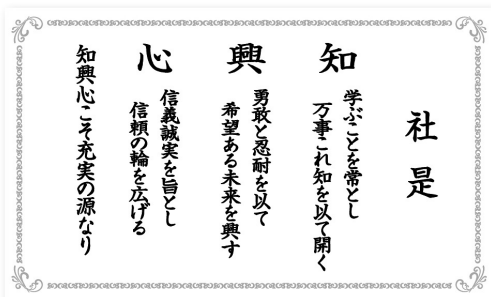 社是
知
学ぶことを常とし
万事これ知を以て開く
興
勇敢と忍耐を以て
希望ある未来を興す
心
信義誠実を旨とし
信頼の輪を広げる
知興心こそ充実の源なり